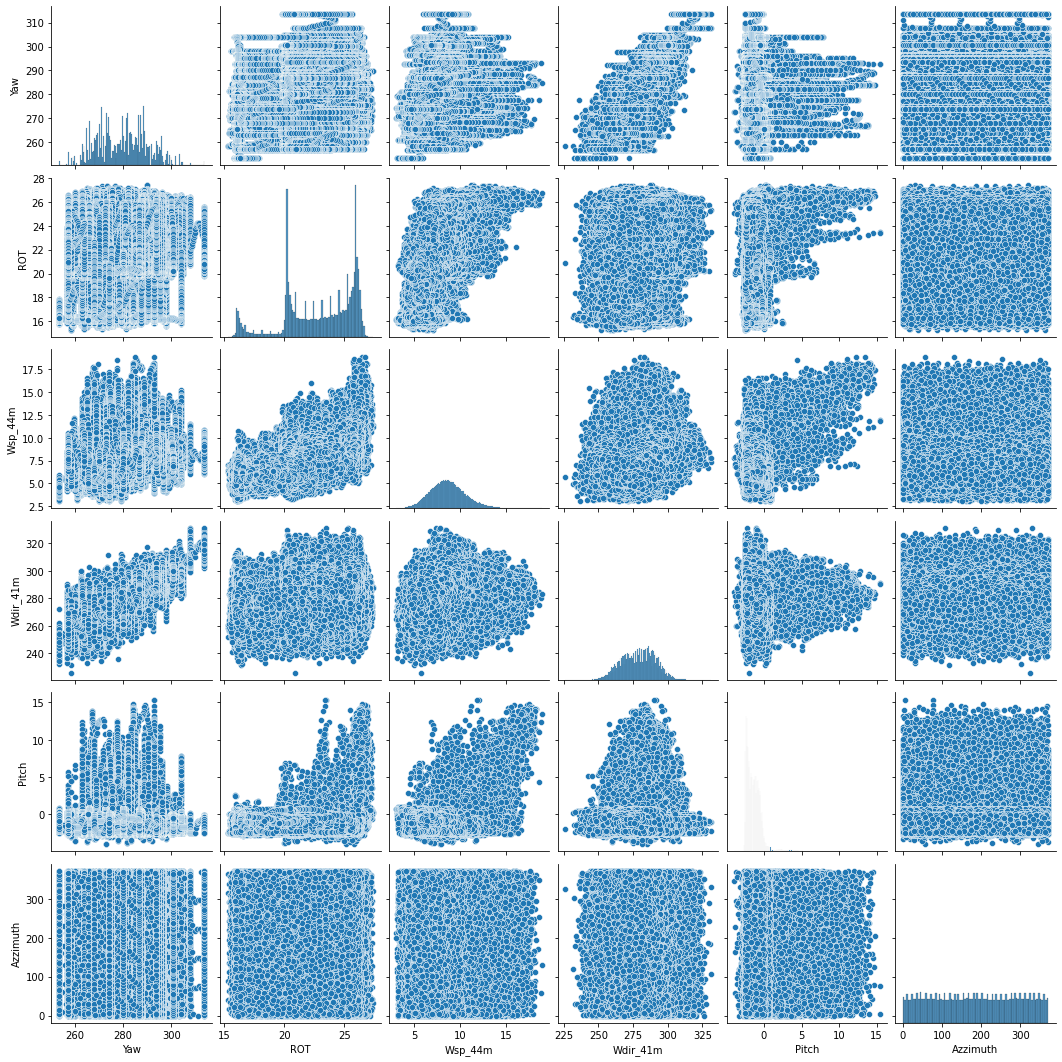 310
300
290
280
270
260
Yaw
28
26
24
22
20
18
16
ROT
17.5
15.0
12.5
10.0
7.5
5.0
2.5
Wsp_44m
320
300
280
260
240
Wdir_41m
15
10
5
0
Pitch
300
200
100
0
Azzimuth
260 280 300
Yaw
15 20 25
ROT
5 10 15
Wsp_44m
225 250 275 300 325
Wdir_41m
0 5 10 15
Pitch
0 100 200 300
Azzimuth